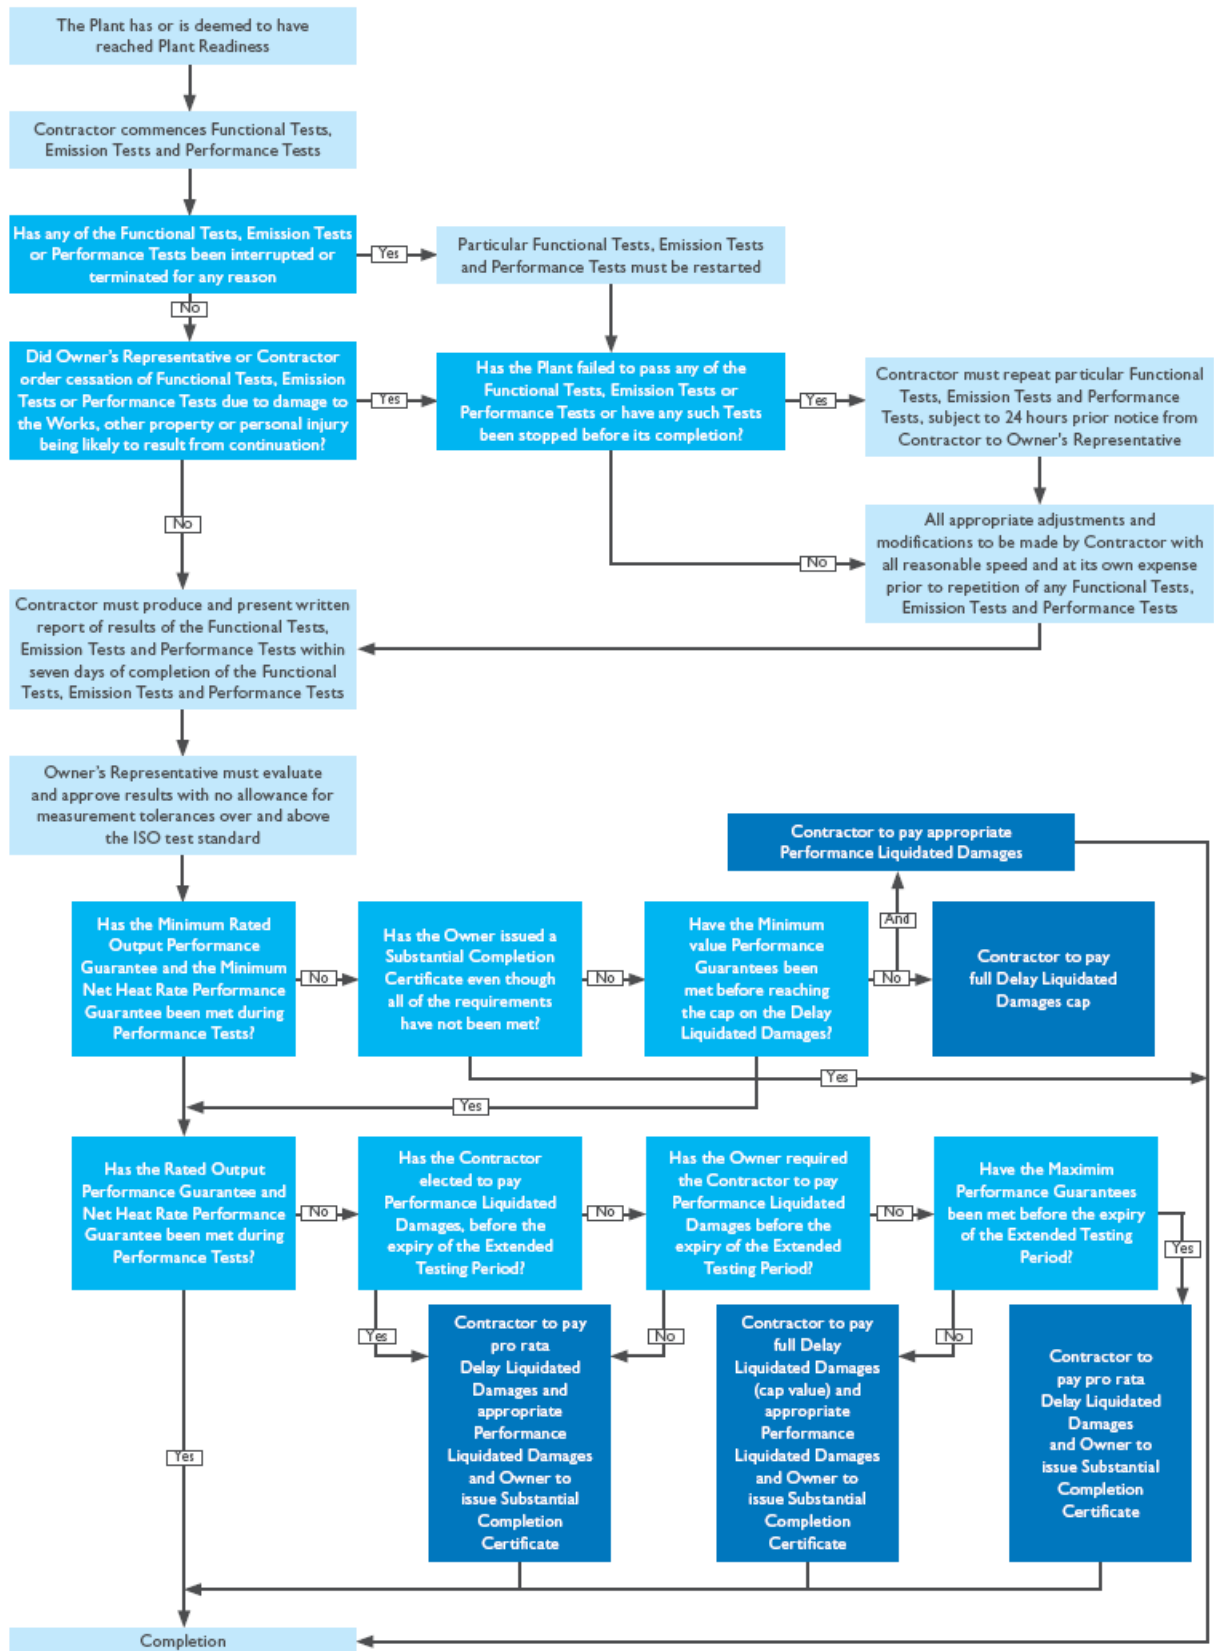 The Plant has or is deemed to have
reached Plant Readiness
Contractor commences Functional Tests,
Emission Tests and Performance Tests
Has any of the Functional Tests, Emission Tests
or Performance Tests been interrupted or
terminated for any reason
Yes
Particular Functional Tests, Emission Tests
and Performance Tests must be restarted
No
Did Owner's Representative or Contractor
order cessation of Functional Tests, Emission
Tests or Performance Tests due to damage to
the Works, other property or personal injury
being likely to result from continuation?
Yes
Has the Plant failed to pass any of the
Functional Tests, Emission Tests or
Performance Tests or have any such Tests
been stopped before its completion?
Yes
Contractor must repeat particular Functional
Tests, Emission Tests and Performance
Tests, subject to 24 hours prior notice from
Contractor to Owner's Representative
No
No
All appropriate adjustments and
modifications to be made by Contractor with
all reasonable speed and at its own expense
prior to repetition of any Functional Tests,
Emission Tests and Performance Tests
Contractor must produce and present written
report of results of the Functional Tests,
Emission Tests and Performance Tests within
seven days of completion of the Functional
Tests, Emission Tests and Performance Tests
Owner's Representative must evaluate
and approve results with no allowance for
measurement tolerances over and above
the ISO test standard
Contractor to pay appropriate
Performance Liquidated Damages
And
Has the Minimum Rated
Output Performance
Guarantee and the Minimum
Net Heat Rate Performance
Guarantee been met during
Performance Tests?
No
Has the Owner issued a
Substantial Completion
Certificate even though
all of the requirements
have not been met?
No
Have the Minimum
value Performance
Guarantees been
met before reaching
the cap on the Delay
Liquidated Damages?
No
Contractor to pay
full Delay Liquidated
Damages cap
Yes
Yes
Has the Rated Output
Performance Guarantee and
Net Heat Rate Performance
Guarantee been met during
Performance Tests?
No
Has the Contractor
elected to pay
Performance Liquidated
Damages, before the
expiry of the Extended
Testing Period?
No
Has the Owner required
the Contractor to pay
Performance Liquidated
Damages before the
expiry of the Extended
Testing Period?
No
Have the Maximim
Performance Guarantees
been met before the expiry
of the Extended Testing
Period?
Yes
Yes
No
No
Contractor to pay
pro rata
Delay Liquidated
Damages and
appropriate
Performance
Liquidated Damages
and Owner to
issue Substantial
Completion
Certificate
Contractor to pay
full Delay
Liquidated Damages
(cap value) and
appropriate
Performance
Liquidated Damages
and Owner to
issue Substantial
Completion
Certificate
Contractor to
pay pro rata
Delay Liquidated
Damages
and Owner to
issue Substantial
Completion
Certificate
Yes
Completion